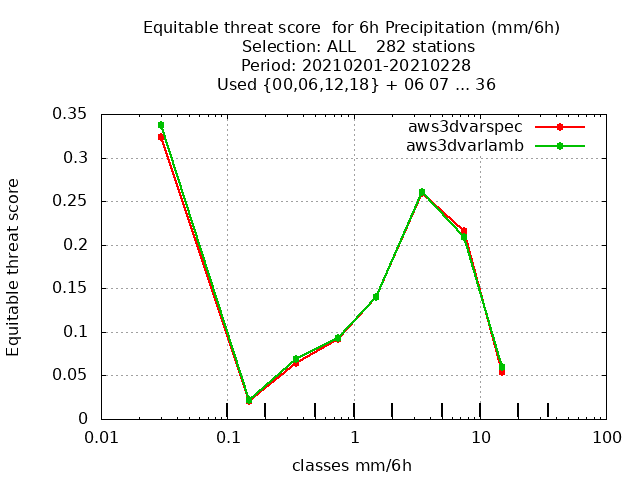 Equitable threat score  for 6h Precipitation (mm/6h)
Selection: ALL    282 stations
Period: 20210201-20210228
Used {00,06,12,18} + 06 07 ... 36
aws3dvarspec
aws3dvarlamb
Equitable threat score
0.35
0.3
0.25
0.2
0.15
0.1
0.05
0
0.01 0.1 1 10 100
classes mm/6h